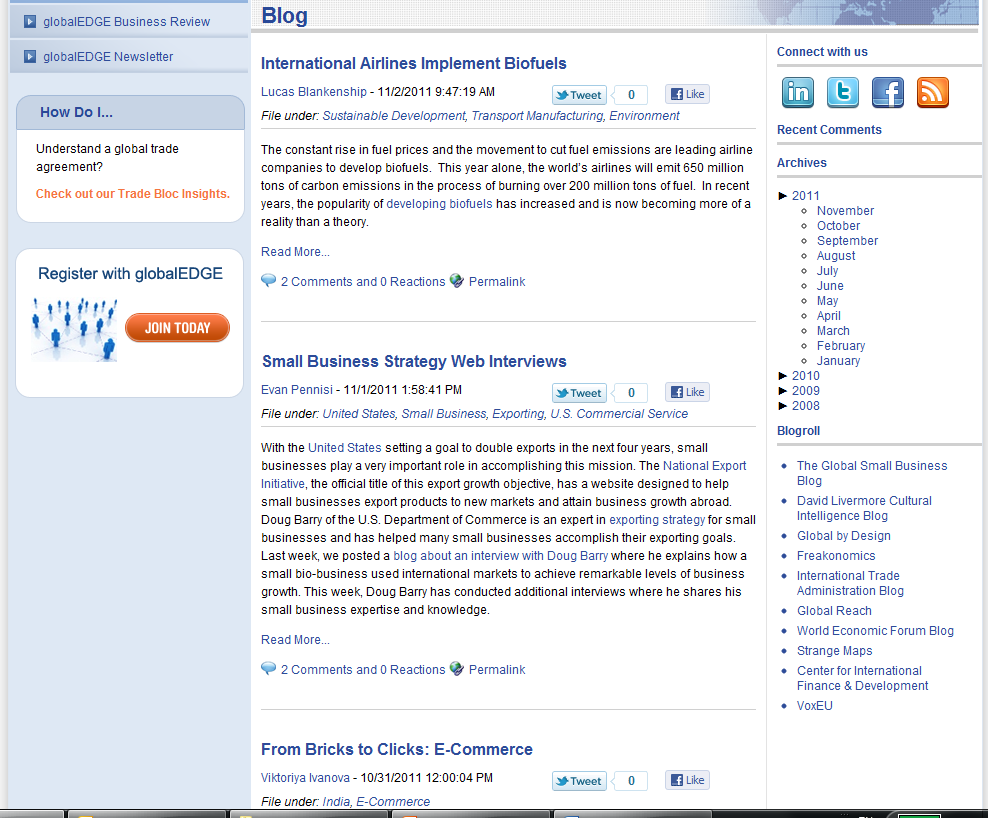 globalEDGE Business Review
globalEDGE Newsletter
How Do I...
Understand a global trade
agreement?
Check out our Trade Bloc Insights.
Register with globalEDGE
JOIN TODAY
Blog
International Airlines Implement Biofuels
Lucas Blankenship - 11/2/2011 9:47:19 AM
Tweet 0 Like
File under: Sustainable Development, Transport Manufacturing, Environment
The constant rise in fuel prices and the movement to cut fuel emissions are leading airline
companies to develop biofuels. This year alone, the world's airlines will emit 650 million
tons of carbon emissions in the process of burning over 200 million tons of fuel. In recent
years, the popularity of developing biofuels has increased and is now becoming more of a
reality than a theory.
Read More...
2 Comments and 0 Reactions Permalink
Small Business Strategy Web Interviews
Evan Pennisi - 11/1/2011 1:58:41 PM
Tweet 0 Like
File under: United States, Small Business, Exporting, U.S. Commercial Service
With the United States setting a goal to double exports in the next four years, small
businesses play a very important role in accomplishing this mission. The National Export
Initiative, the official title of this export growth objective, has a website designed to help
small businesses export products to new markets and attain business growth abroad.
Doug Barry of the U.S. Department of Commerce is an expert in exporting strategy for small
businesses and has helped many small businesses accomplish their exporting goals.
Last week, we posted a blog about an interview with Doug Barry where he explains how a
small bio-business used international markets to achieve remarkable levels of business
growth. This week, Doug Barry has conducted additional interviews where he shares his
small business expertise and knowledge.
Read More...
2 Comments and 0 Reactions Permalink
From Bricks to Clicks: E-Commerce
Viktoriya Ivanova - 10/31/2011 12:00:04 PM
Tweet 0 Like
File under: India, E-Commerce
Connect with us
Recent Comments
Archives
2011
November
October
September
August
July
June
May
April
March
February
January
2010
2009
2008
Blogroll
The Global Small Business
Blog
David Livermore Cultural
Intelligence Blog
Global by Design
Freakonomics
International Trade
Administration Blog
Global Reach
World Economic Forum Blog
Strange Maps
Center for International
Finance & Development
VoxEU